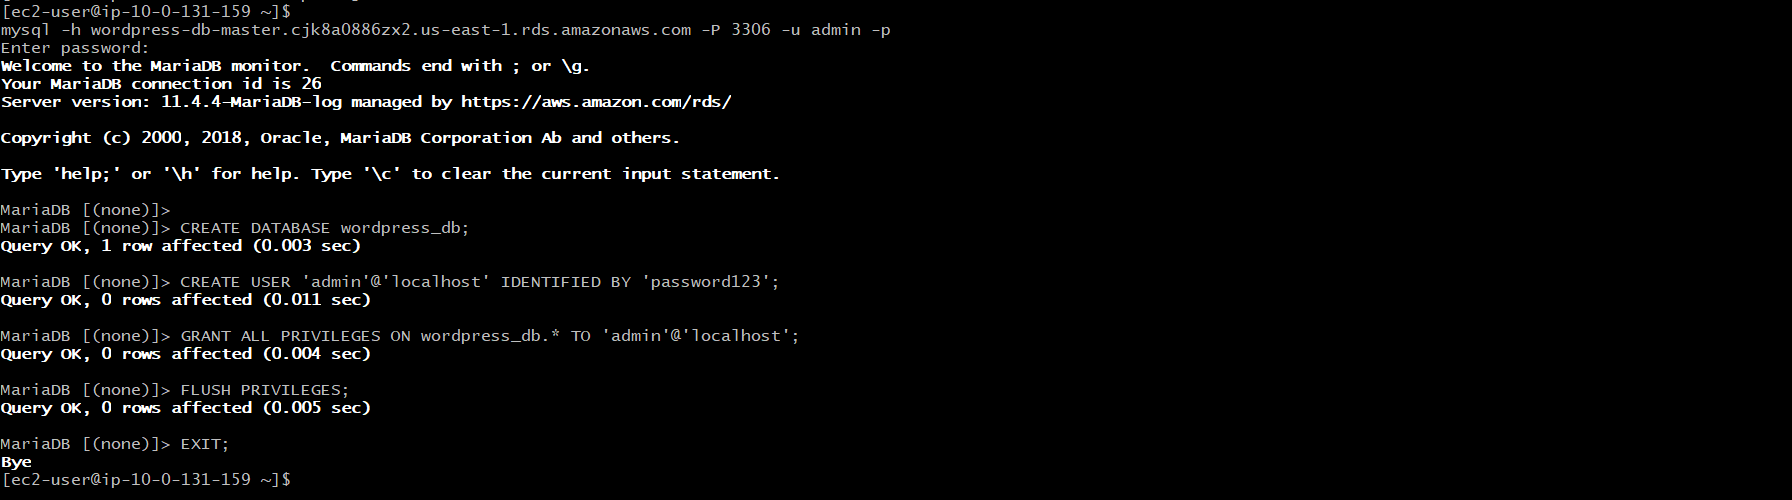 [ec2-user@ip-10-0-131-159 ~]$
mysql -h wordpress-db-master.cjk8a0886zx2.us-east-1.rds.amazonaws.com -P 3306 -u admin -p
Enter password:
Welcome to the MariaDB monitor.  Commands end with ; or \g.
Your MariaDB connection id is 26
Server version: 11.4.4-MariaDB-log managed by https://aws.amazon.com/rds/
Copyright (c) 2000, 2018, Oracle, MariaDB Corporation Ab and others.
Type 'help;' or '\h' for help. Type '\c' to clear the current input statement.
MariaDB [(none)]>
MariaDB [(none)]> CREATE DATABASE wordpress_db;
Query OK, 1 row affected (0.003 sec)
MariaDB [(none)]> CREATE USER 'admin'@'localhost' IDENTIFIED BY 'password123';
Query OK, 0 rows affected (0.011 sec)
MariaDB [(none)]> GRANT ALL PRIVILEGES ON wordpress_db.* TO 'admin'@'localhost';
Query OK, 0 rows affected (0.004 sec)
MariaDB [(none)]> FLUSH PRIVILEGES;
Query OK, 0 rows affected (0.005 sec)
MariaDB [(none)]> EXIT;
Bye
[ec2-user@ip-10-0-131-159 ~]$